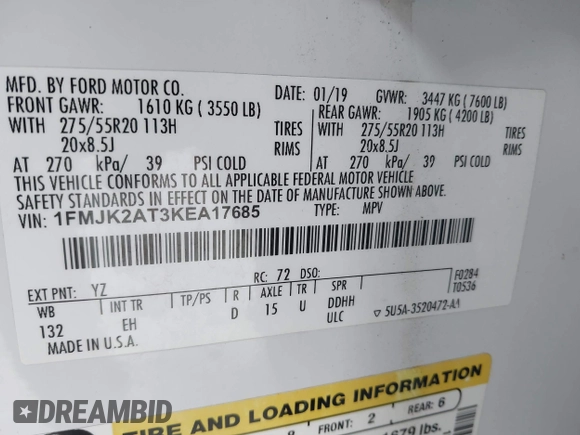 MFD. BY FORD MOTOR CO.
DATE: 01/19 GVWR: 3447 KG (7600 LB)
FRONT GAWR: 1610 KG (3550 LB)
REAR GAWR: 1905 KG (4200 LB)
WITH 275/55R20 113H TIRES
WITH 275/55R20 113H TIRES
20x8.5J RIMS
20x8.5J RIMS
AT 270 kPa/ 39 PSI COLD
AT 270 kPa/ 39 PSI COLD
THIS VEHICLE CONFORMS TO ALL APPLICABLE FEDERAL MOTOR VEHICLE
SAFETY STANDARDS IN EFFECT ON THE DATE OF MANUFACTURE SHOWN ABOVE.
VIN: 1FMJK2AT3KEA17685 TYPE: MPV
EXT PNT: YZ RC: 72 DSO: F0284
T0536
WB INT TR TP/PS R AXLE TR SPR
132 EH D 15 U DDHH
ULC
5U5A-3520472-AA
MADE IN U.S.A.
TIRE AND LOADING INFORMATION
FRONT: 2 REAR: 6
lbs.
DREAMBID